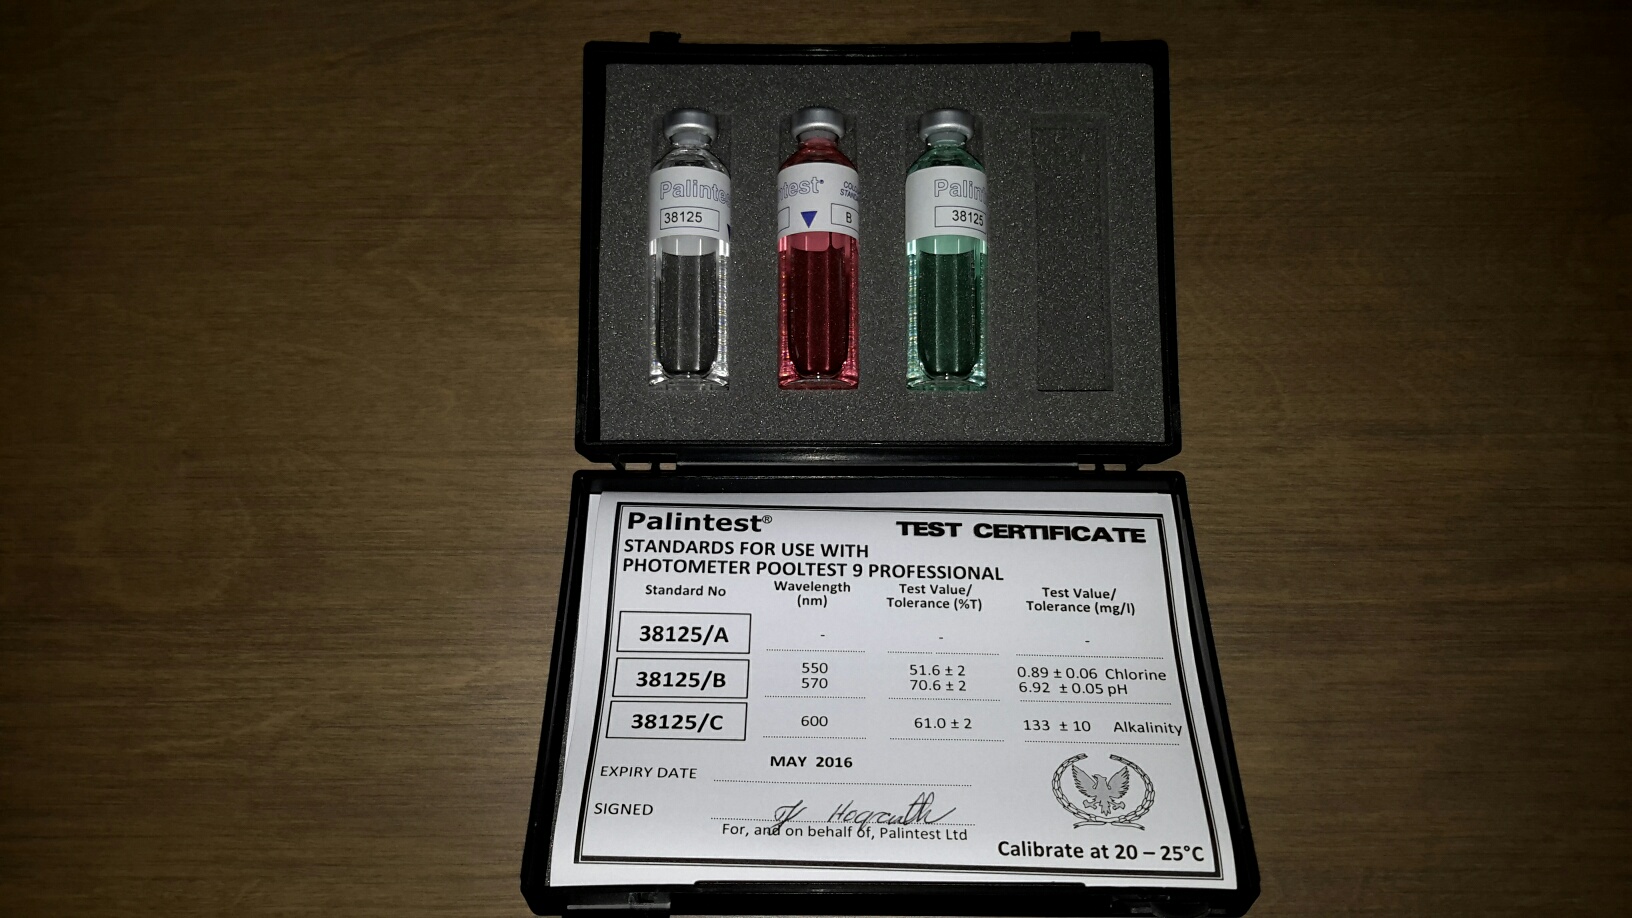 Palinte
38125
test®
B
Palin
38125
Palintest®
TEST CERTIFICATE
STANDARDS FOR USE WITH
PHOTOMETER POOLTEST 9 PROFESSIONAL
Standard No
Wavelength
(nm)
Test Value/
Tolerance (%T)
Test Value/
Tolerance (mg/l)
38125/A - - -
38125/B
550 51.6 ± 2 0.89 ± 0.06 Chlorine
570 70.6 ± 2 6.92 ± 0.05 pH
38125/C 600 61.0 ± 2 133 ± 10 Alkalinity
EXPIRY DATE MAY 2016
SIGNED
For, and on behalf of, Palintest Ltd
Calibrate at 20 – 25°C